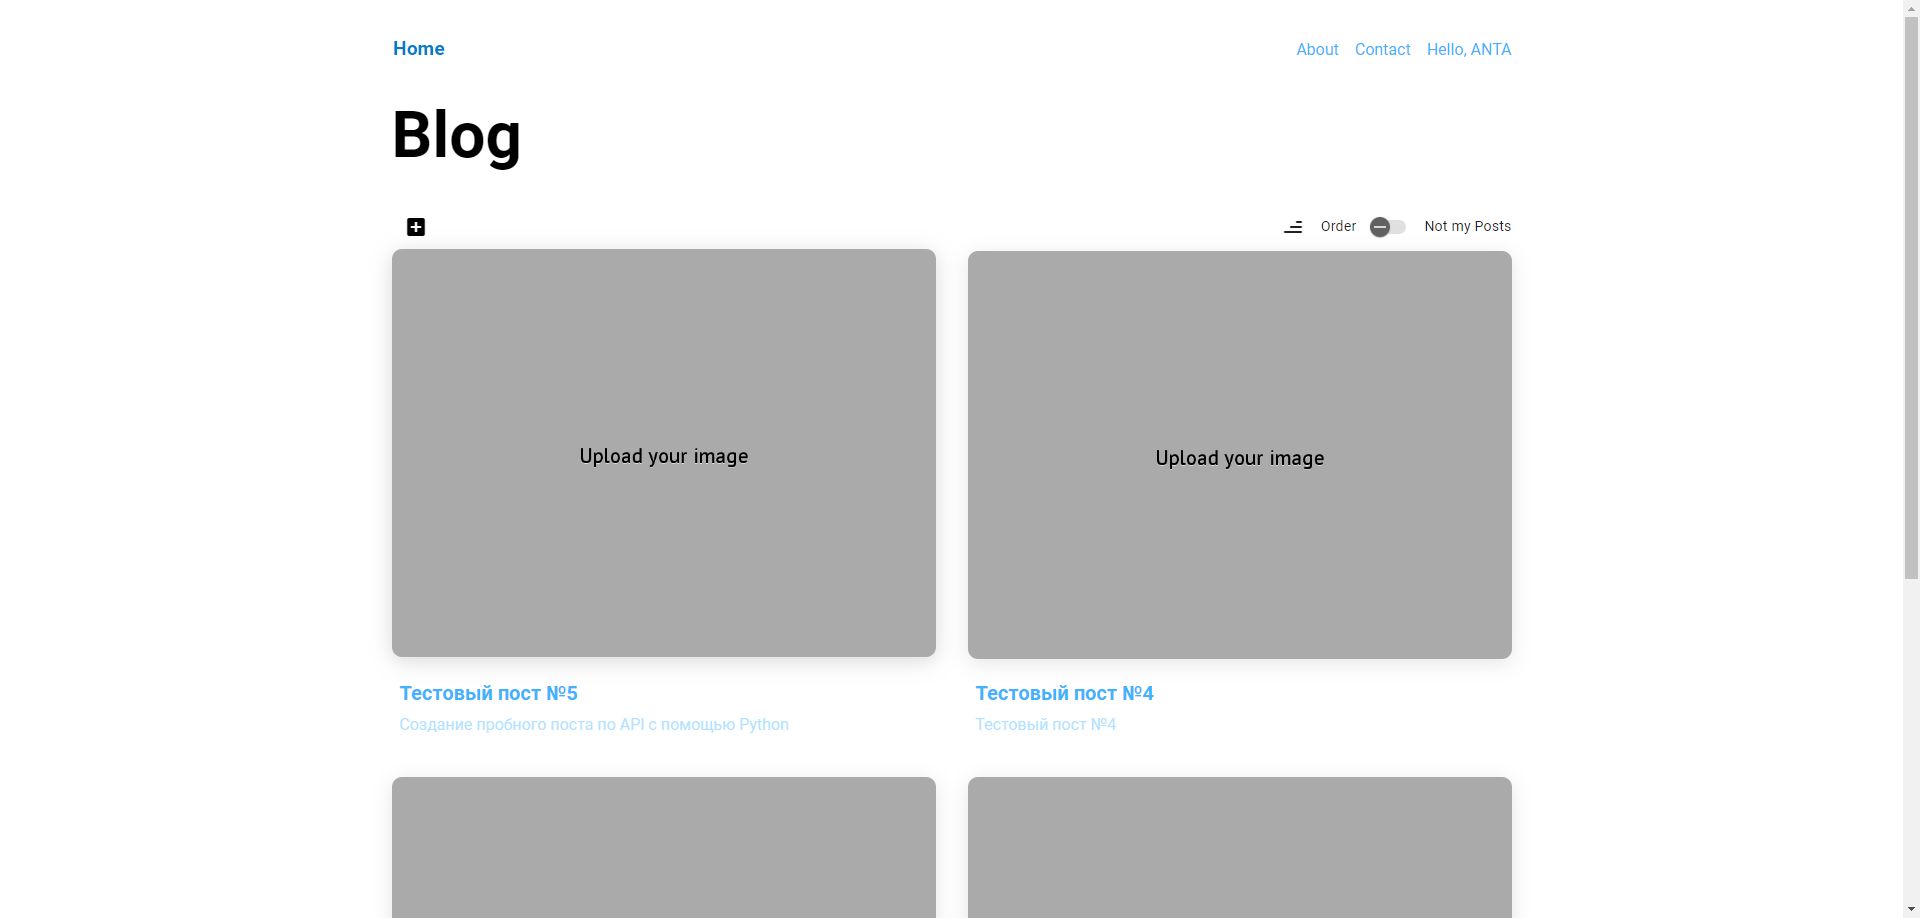 Home
About Contact Hello, ANTA
Blog
Order Not my Posts
Upload your image
Upload your image
Тестовый пост №5
Создание пробного поста по API с помощью Python
Тестовый пост №4
Тестовый пост №4